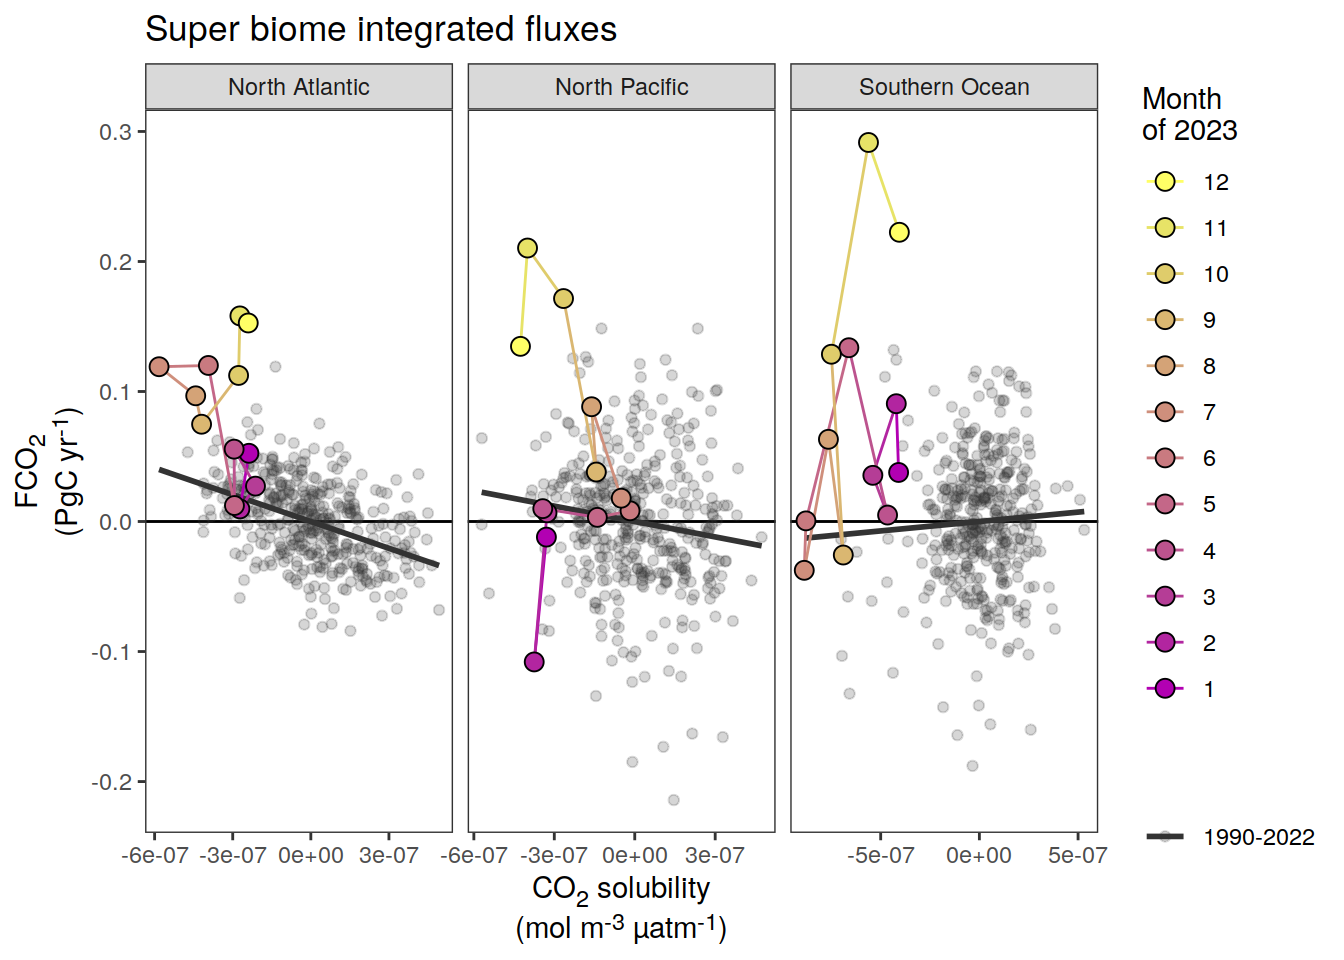 Super biome integrated fluxes
North Atlantic
North Pacific
Southern Ocean
FCO₂
(PgC yr⁻¹)
0.3
0.2
0.1
0.0
-0.1
-0.2
-6e-07 -3e-07 0e+00 3e-07
-6e-07 -3e-07 0e+00 3e-07
-5e-07 0e+00 5e-07
CO₂ solubility
(mol m⁻³ µatm⁻¹)
Month
of 2023
12
11
10
9
8
7
6
5
4
3
2
1
1990-2022